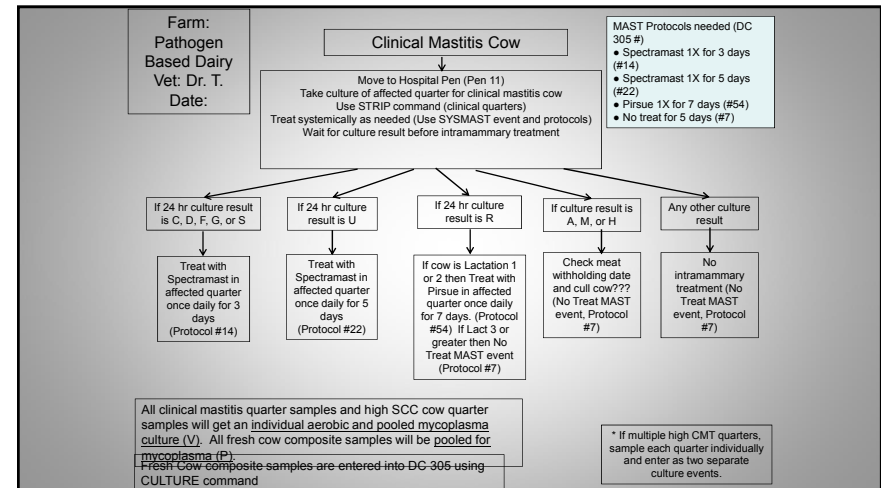 Farm:
Pathogen
Based Dairy
Vet: Dr. T.
Date:
Clinical Mastitis Cow
MAST Protocols needed (DC
305 #)
● Spectramast 1X for 3 days
(#14)
● Spectramast 1X for 5 days
(#22)
● Pirsue 1X for 7 days (#54)
● No treat for 5 days (#7)
Move to Hospital Pen (Pen 11)
Take culture of affected quarter for clinical mastitis cow
Use STRIP command (clinical quarters)
Treat systemically as needed (Use SYSMAST event and protocols)
Wait for culture result before intramammary treatment
If 24 hr culture result
is C, D, F, G, or S
If 24 hr culture
result is U
If 24 hr culture
result is R
If culture result is
A, M, or H
Any other culture
result
Treat with
Spectramast in
affected quarter
once daily for 3
days
(Protocol #14)
Treat with
Spectramast in
affected quarter
once daily for 5
days
(Protocol #22)
If cow is Lactation 1
or 2 then Treat with
Pirsue in affected
quarter once daily
for 7 days. (Protocol
#54) If Lact 3 or
greater then No
Treat MAST event
(Protocol #7)
Check meat
withholding date
and cull cow???
(No Treat MAST
event, Protocol
#7)
No
intramammary
treatment (No
Treat MAST
event, Protocol
#7)
All clinical mastitis quarter samples and high SCC cow quarter
samples will get an individual aerobic and pooled mycoplasma
culture (V). All fresh cow composite samples will be pooled for
mycoplasma (P).
Fresh Cow composite samples are entered into DC 305 using
CULTURE command
* If multiple high CMT quarters,
sample each quarter individually
and enter as two separate
culture events.